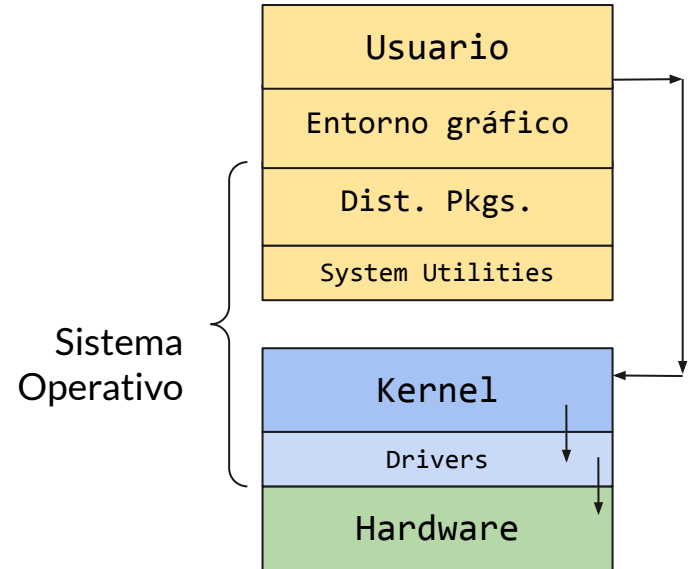 Usuario
Entorno gráfico
Dist. Pkgs.
System Utilities
Sistema
Operativo
Kernel
Drivers
Hardware